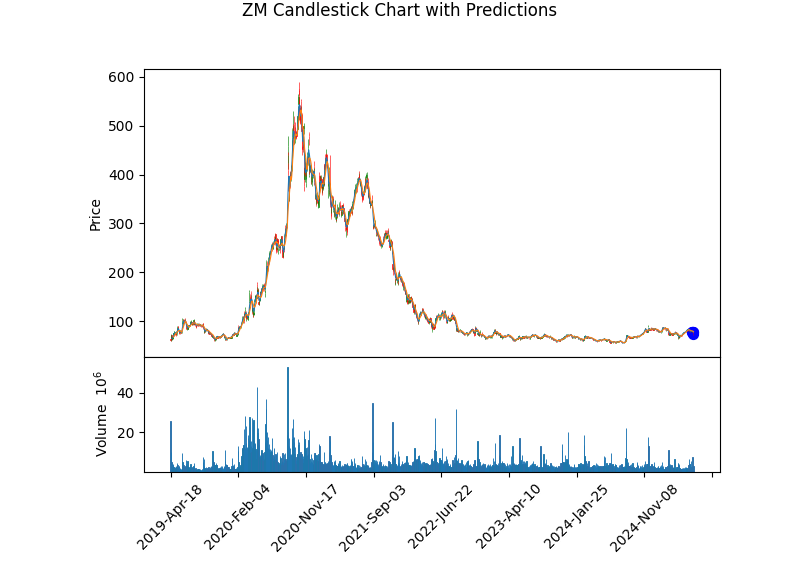 ZM Candlestick Chart with Predictions
600
500
400
300
200
100
Price
40
20
Volume 10^6
2019-Apr-18
2020-Feb-04
2020-Nov-17
2021-Sep-03
2022-Jun-22
2023-Apr-10
2024-Jan-25
2024-Nov-08